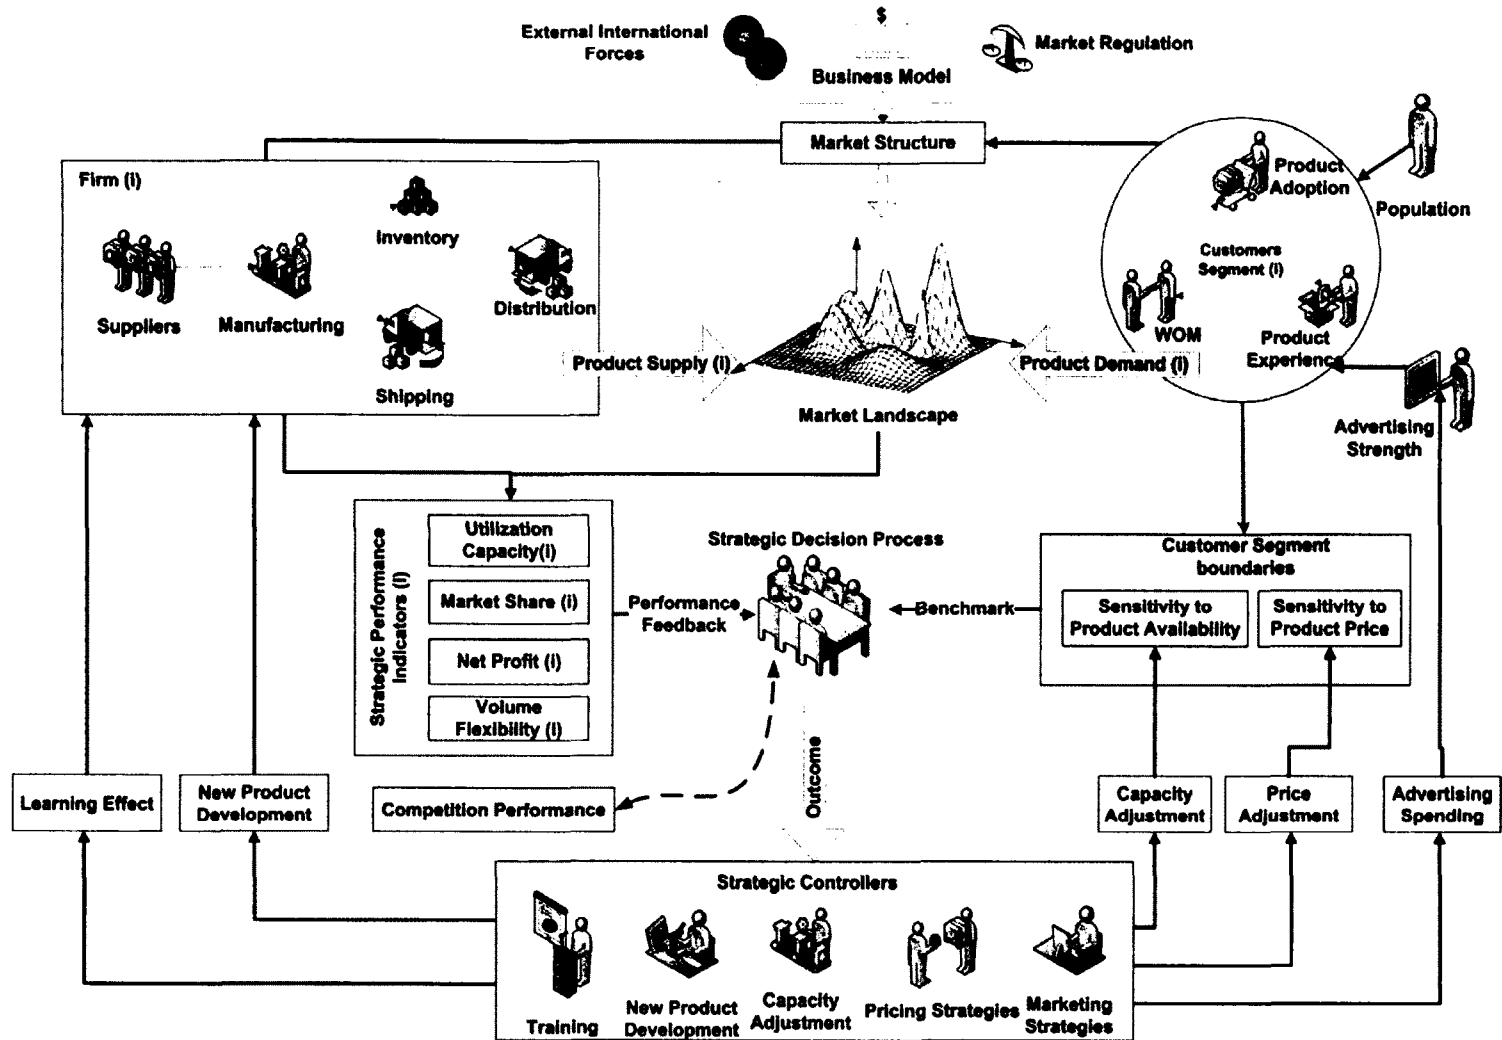 $
External International
Forces
Business Model
Market Regulation
Market Structure
Firm (i)
Suppliers
Manufacturing
Inventory
Shipping
Distribution
Product Supply (i)
Market Landscape
Product Demand (i)
Product
Adoption
Customers
Segment (i)
WOM
Product
Experience
Population
Advertising
Strength
Strategic Performance
Indicators (i)
Utilization
Capacity(i)
Market Share (i)
Net Profit (i)
Volume
Flexibility (i)
Performance
Feedback
Strategic Decision Process
Benchmark
Customer Segment
boundaries
Sensitivity to
Product Availability
Sensitivity to
Product Price
Outcome
Learning Effect
New Product
Development
Competition Performance
Capacity
Adjustment
Price
Adjustment
Advertising
Spending
Strategic Controllers
Training
New Product
Development
Capacity
Adjustment
Pricing Strategies
Marketing
Strategies